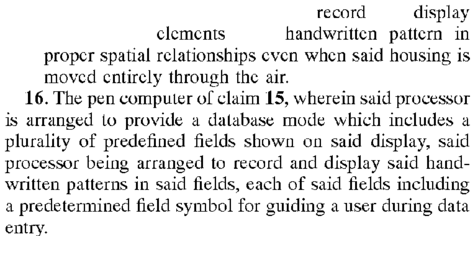 record display
elements handwritten pattern in
proper spatial relationships even when said housing is
moved entirely through the air.
16. The pen computer of claim 15, wherein said processor
is arranged to provide a database mode which includes a
plurality of predefined fields shown on said display, said
processor being arranged to record and display said hand-
written patterns in said fields, each of said fields including
a predetermined field symbol for guiding a user during data
entry.